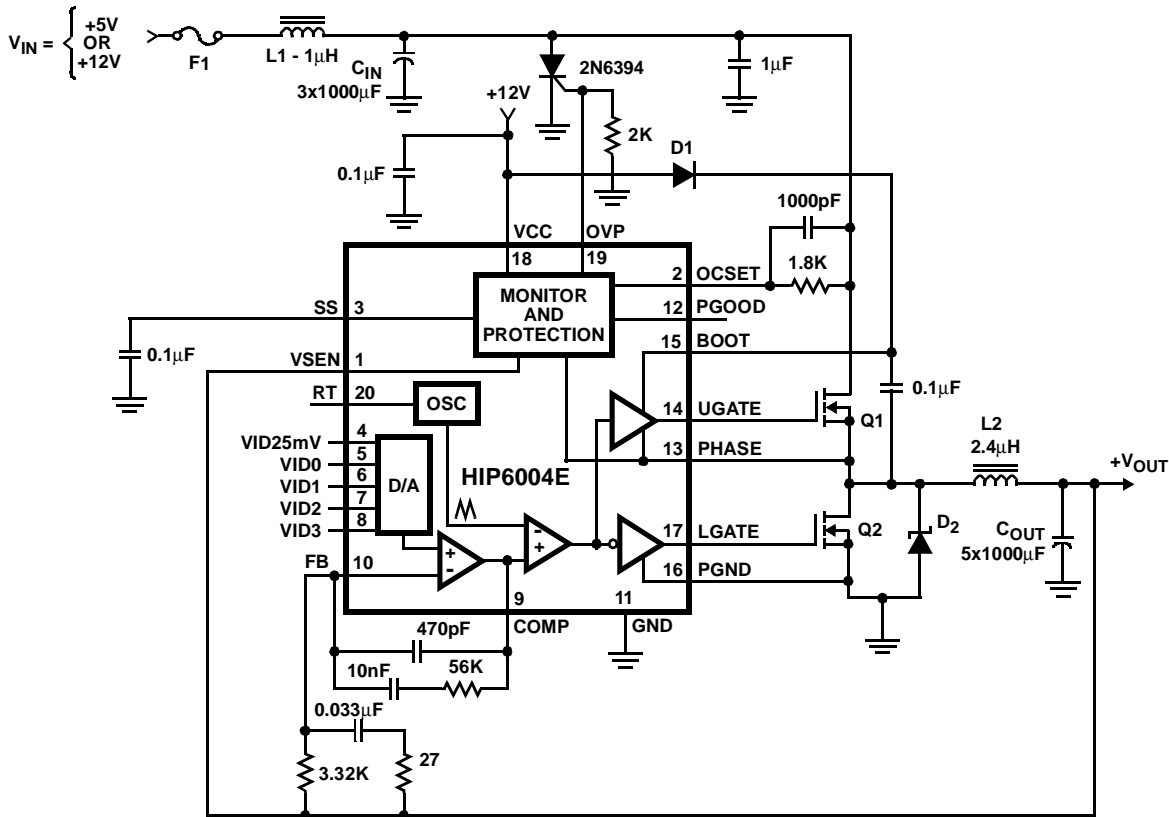 V_IN = { +5V
OR
+12V
F1
L1 - 1μH
C_IN
3x1000μF
2N6394
1μF
+12V
2K
D1
0.1μF
1000pF
VCC
OVP
18
19
1.8K
2
OCSET
MONITOR
AND
PROTECTION
SS
3
12
PGOOD
0.1μF
15
BOOT
VSEN
1
0.1μF
RT
20
OSC
14
UGATE
Q1
L2
2.4μH
VID25mV
4
13
PHASE
+V_OUT
VID0
5
VID1
6
D/A
HIP6004E
VID2
7
VID3
8
17
LGATE
Q2
D2
C_OUT
5x1000μF
+
-
-
+
FB
10
16
PGND
9
11
COMP
GND
470pF
10nF
56K
0.033μF
3.32K
27